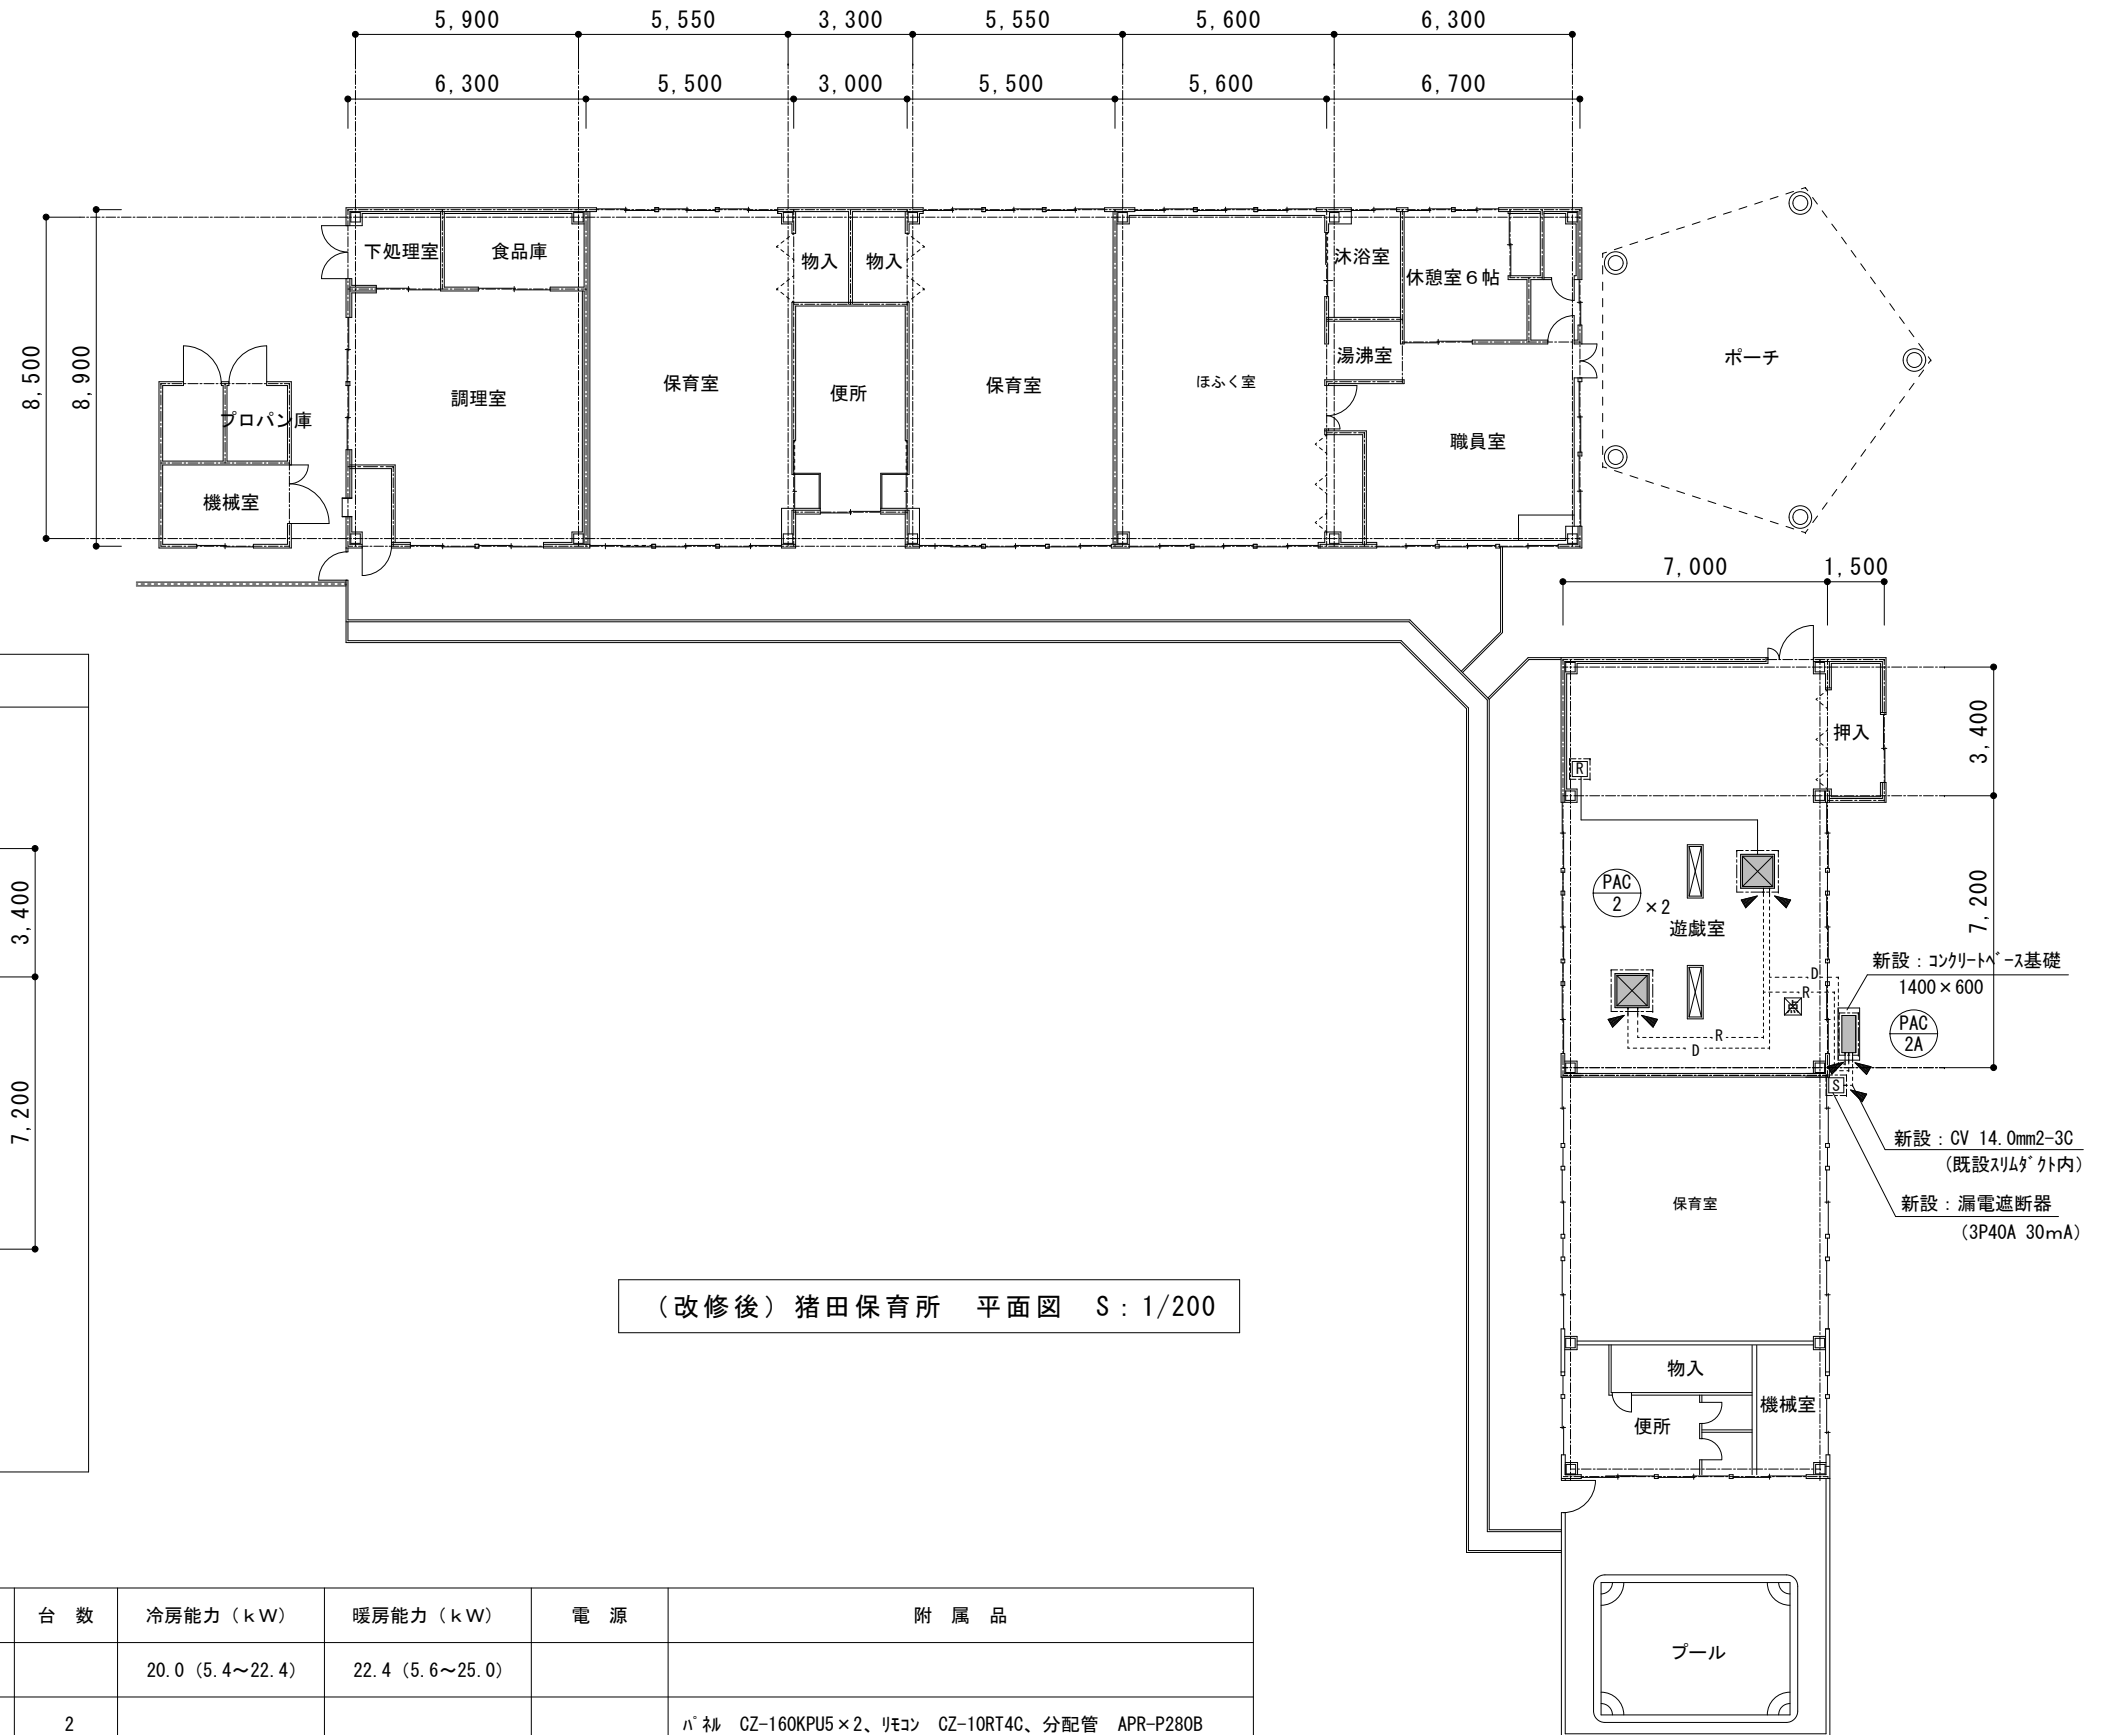 5,900 5,550 3,300 5,550 5,600 6,300
6,300 5,500 3,000 5,500 5,600 6,700
8,500
8,900
下処理室
食品庫
物入
物入
沐浴室
休憩室6帖
湯沸室
ポーチ
プロパン庫
調理室
保育室
便所
保育室
ほふく室
職員室
機械室
7,000 1,500
3,400
7,200
押入
R
3,400
7,200
PAC
2
×2
遊戯室
D
R
点
R
D
新設:コンクリートベース基礎
1400×600
PAC
2A
S
新設:CV 14.0mm2-3C
(既設スリムダクト内)
新設:漏電遮断器
(3P40A 30mA)
保育室
(改修後)猪田保育所 平面図 S:1/200
物入
機械室
便所
プール
台 数 冷房能力(kW) 暖房能力(kW) 電 源 附 属 品
20.0 (5.4~22.4) 22.4 (5.6~25.0)
2 パネル CZ-160KPU5×2、リモコン CZ-10RT4C、分配管 APR-P280B